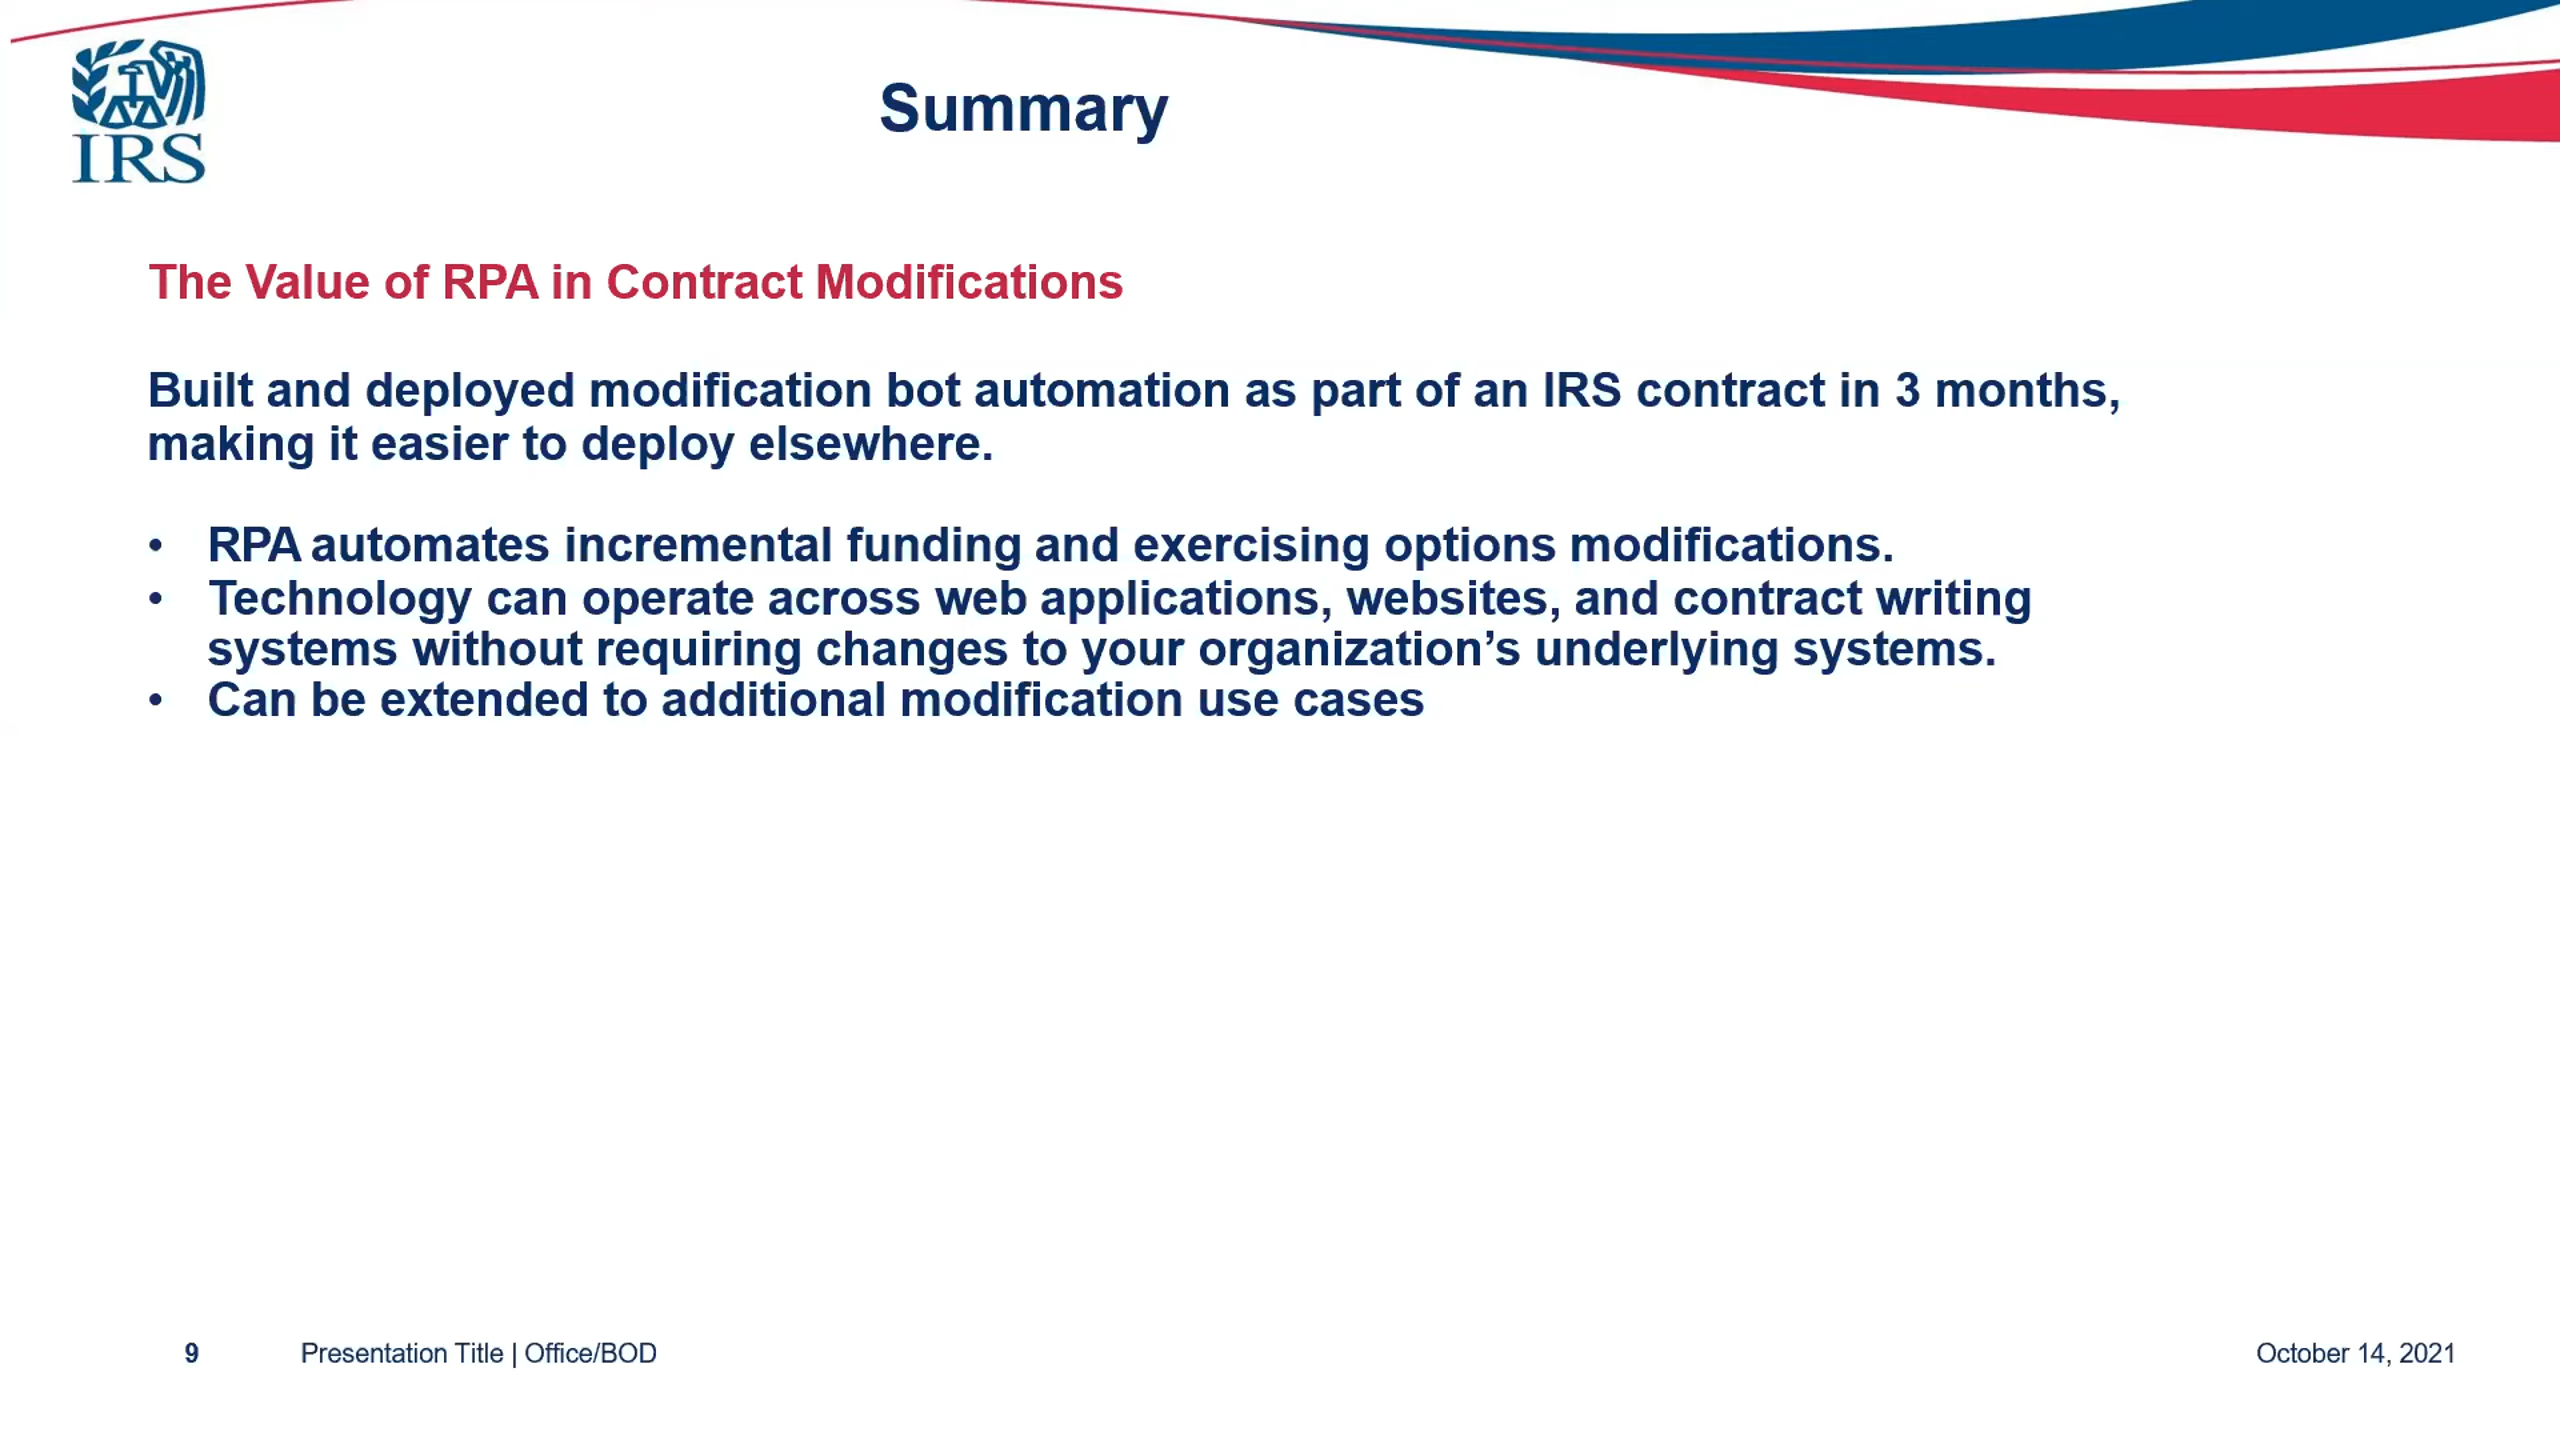 IRS
Summary
The Value of RPA in Contract Modifications
Built and deployed modification bot automation as part of an IRS contract in 3 months,
making it easier to deploy elsewhere.
• RPA automates incremental funding and exercising options modifications.
• Technology can operate across web applications, websites, and contract writing
systems without requiring changes to your organization’s underlying systems.
• Can be extended to additional modification use cases
9 Presentation Title | Office/BOD October 14, 2021